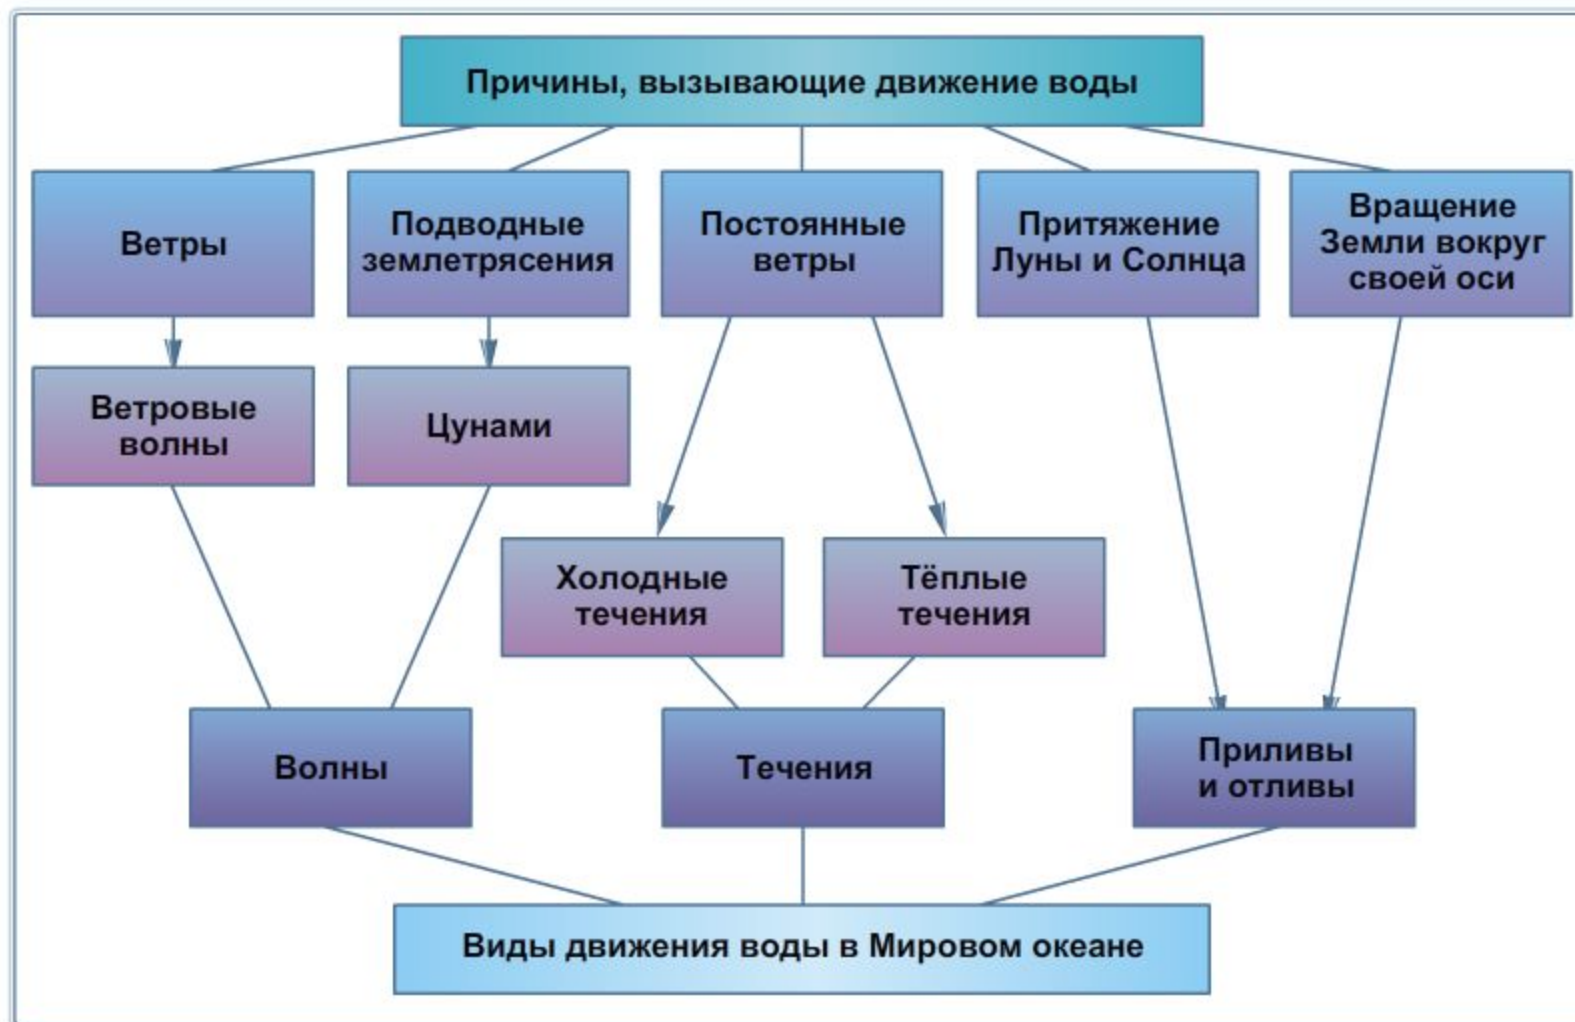 Причины, вызывающие движение воды
Ветры
Подводные
землетрясения
Постоянные
ветры
Притяжение
Луны и Солнца
Вращение
Земли вокруг
своей оси
Ветровые
волны
Цунами
Холодные
течения
Тёплые
течения
Волны
Течения
Приливы
и отливы
Виды движения воды в Мировом океане